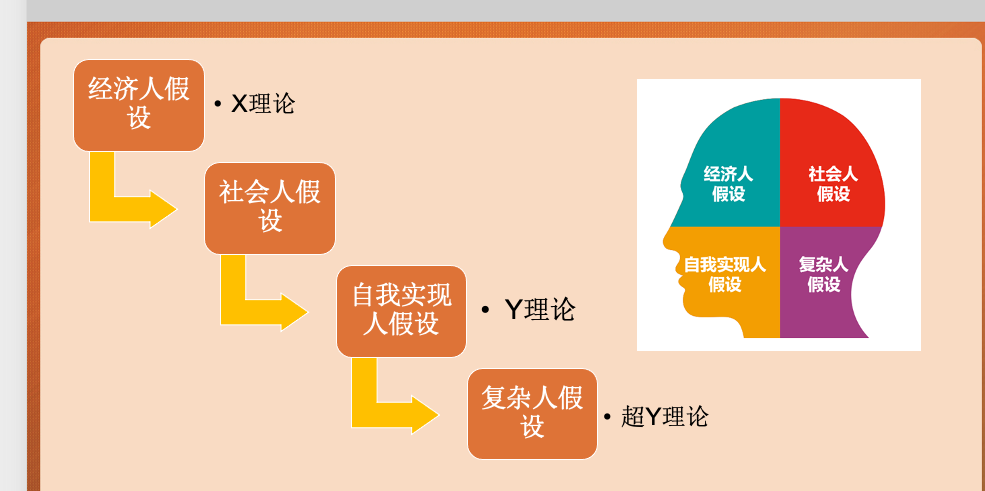 经济人假
设
• X理论
社会人假
设
自我实现
人假设
• Y理论
复杂人假
设
• 超Y理论
经济人
假设
社会人
假设
自我实现人
假设
复杂人
假设